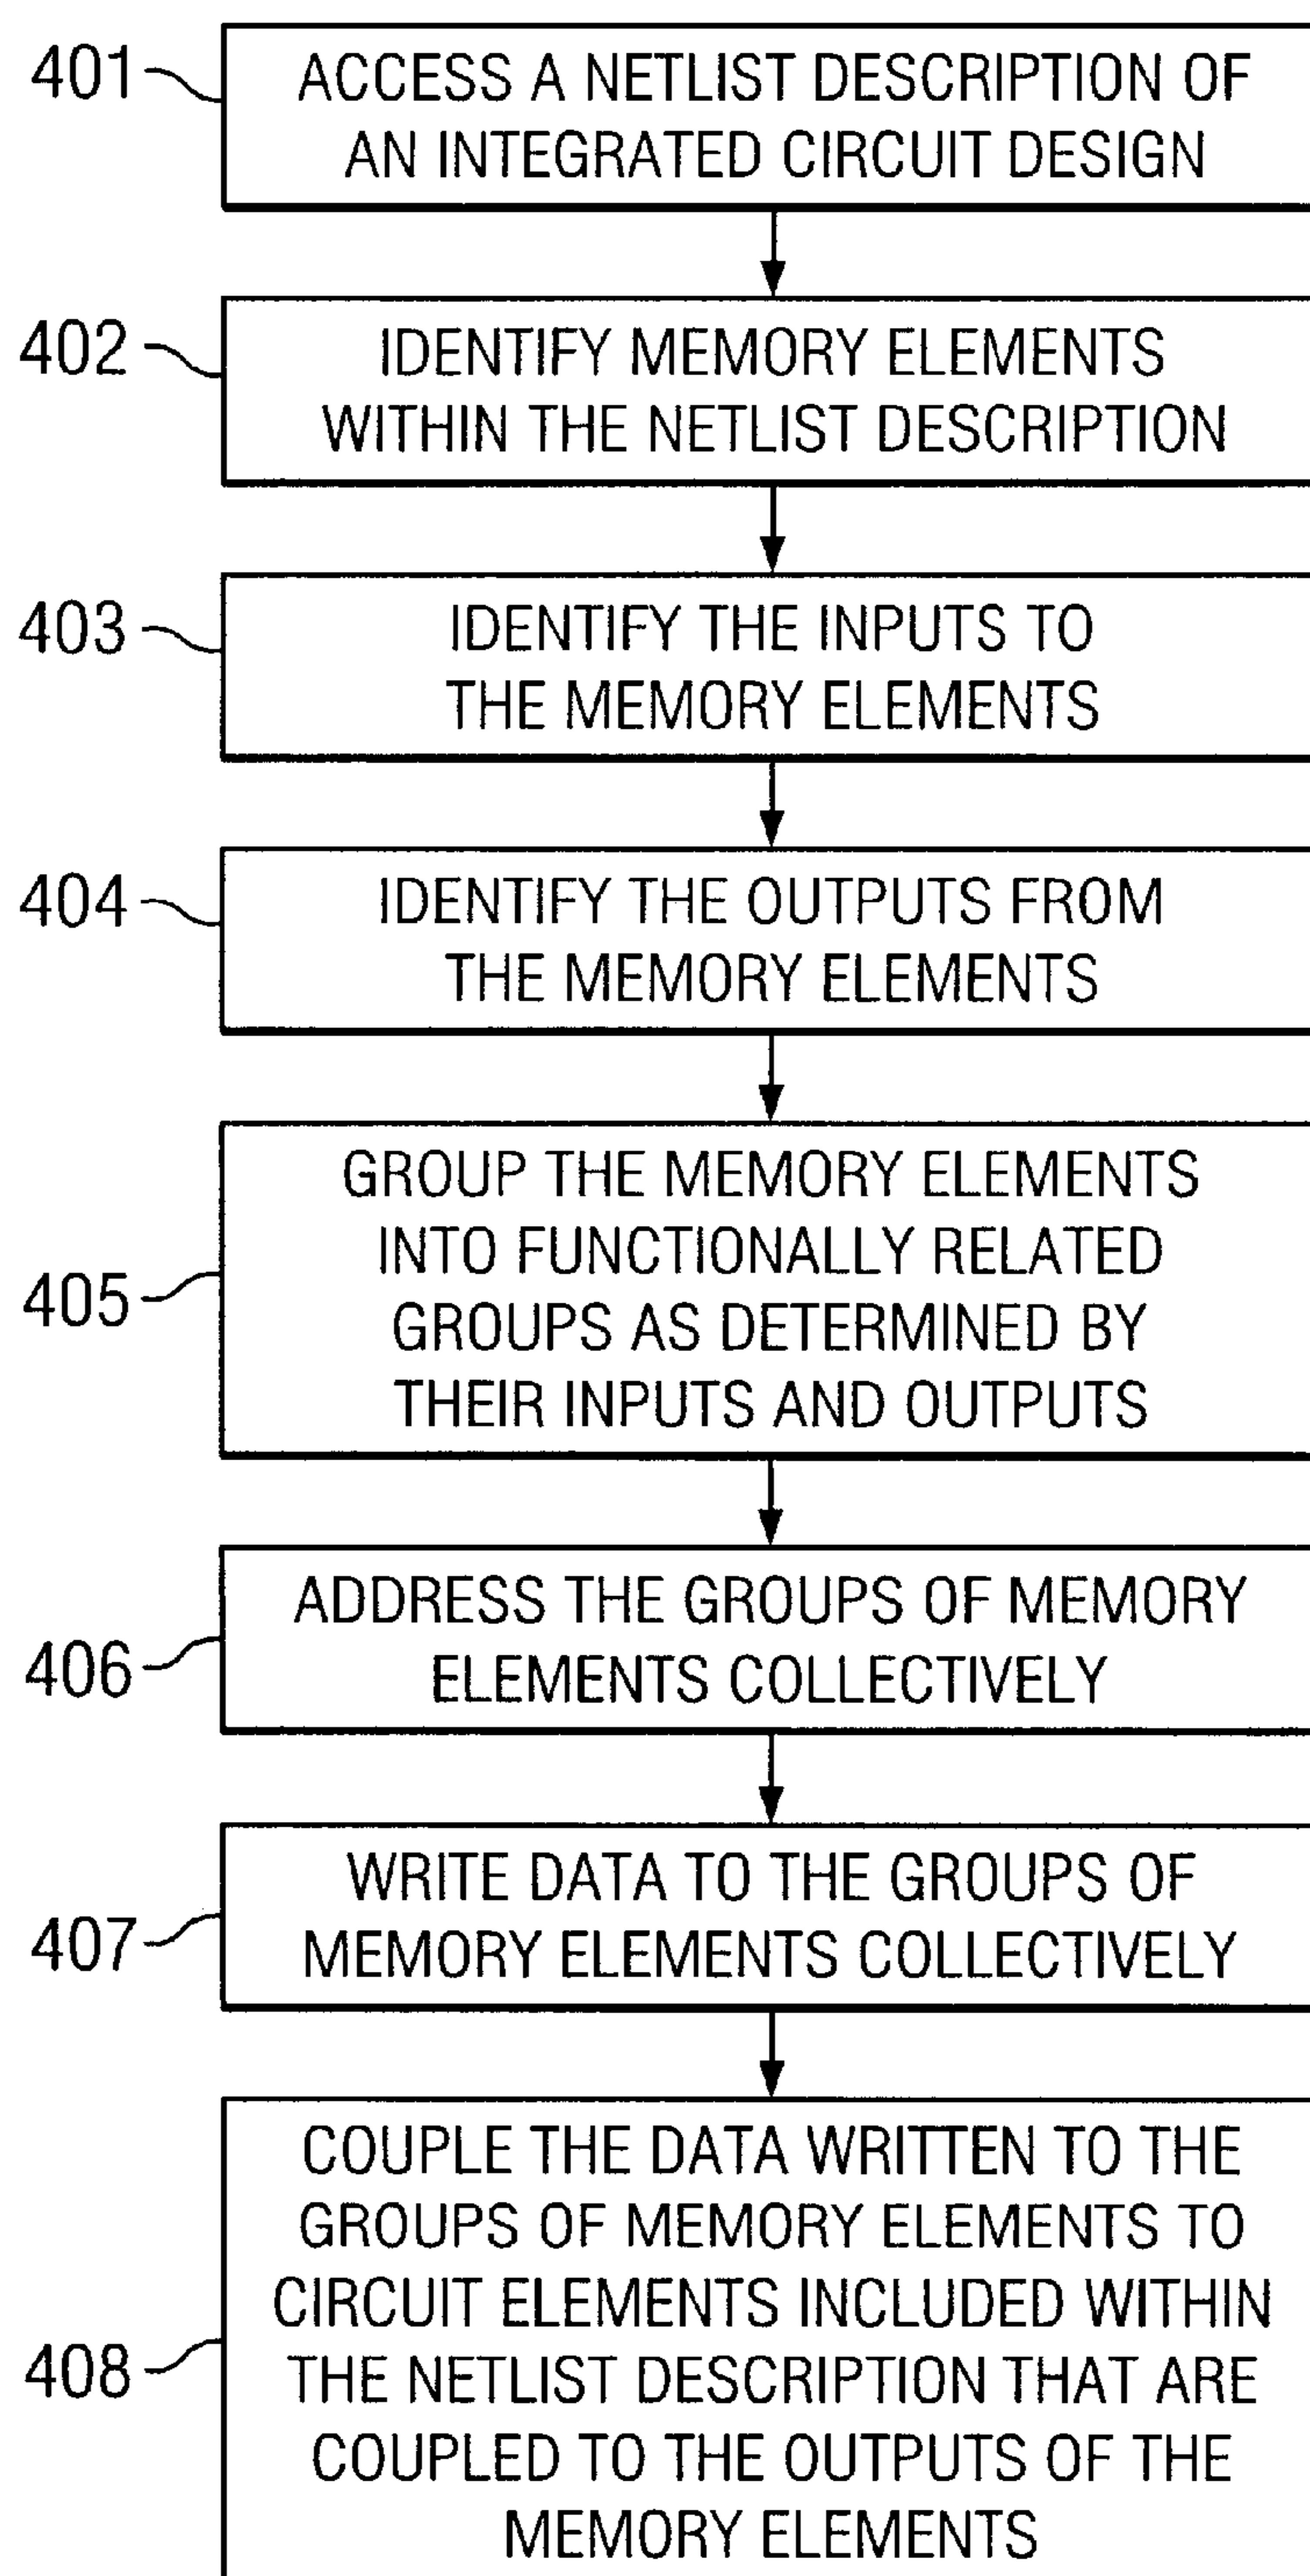 401
ACCESS A NETLIST DESCRIPTION OF
AN INTEGRATED CIRCUIT DESIGN
402
IDENTIFY MEMORY ELEMENTS
WITHIN THE NETLIST DESCRIPTION
403
IDENTIFY THE INPUTS TO
THE MEMORY ELEMENTS
404
IDENTIFY THE OUTPUTS FROM
THE MEMORY ELEMENTS
405
GROUP THE MEMORY ELEMENTS
INTO FUNCTIONALLY RELATED
GROUPS AS DETERMINED BY
THEIR INPUTS AND OUTPUTS
406
ADDRESS THE GROUPS OF MEMORY
ELEMENTS COLLECTIVELY
407
WRITE DATA TO THE GROUPS OF
MEMORY ELEMENTS COLLECTIVELY
408
COUPLE THE DATA WRITTEN TO THE
GROUPS OF MEMORY ELEMENTS TO
CIRCUIT ELEMENTS INCLUDED WITHIN
THE NETLIST DESCRIPTION THAT ARE
COUPLED TO THE OUTPUTS OF THE
MEMORY ELEMENTS